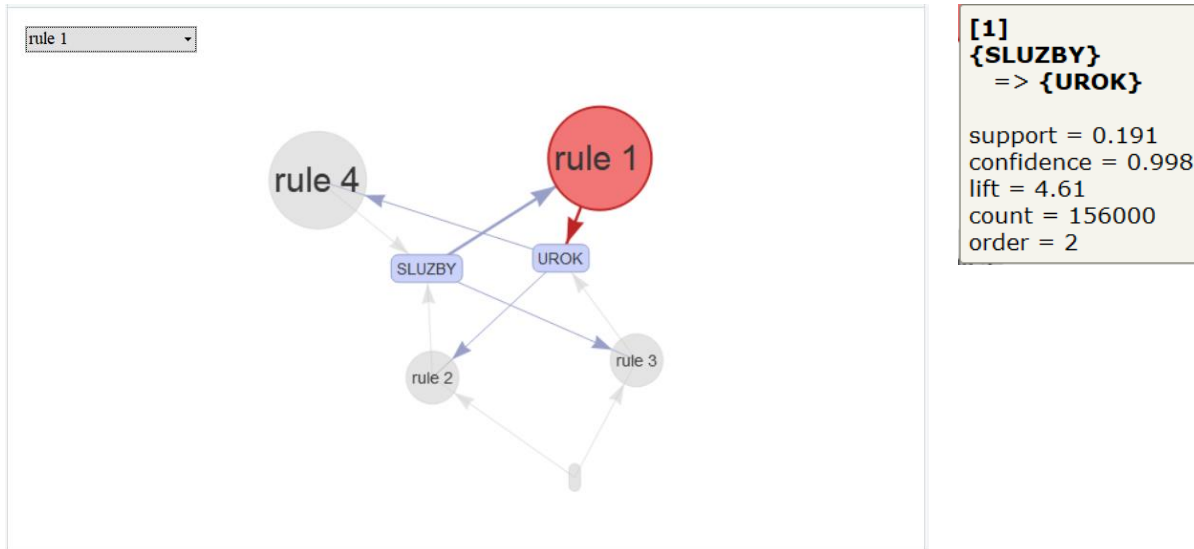 rule 1
rule 4
rule 1
SLUZBY
UROK
rule 2
rule 3
[1]
{SLUZBY}
=> {UROK}
support = 0.191
confidence = 0.998
lift = 4.61
count = 156000
order = 2